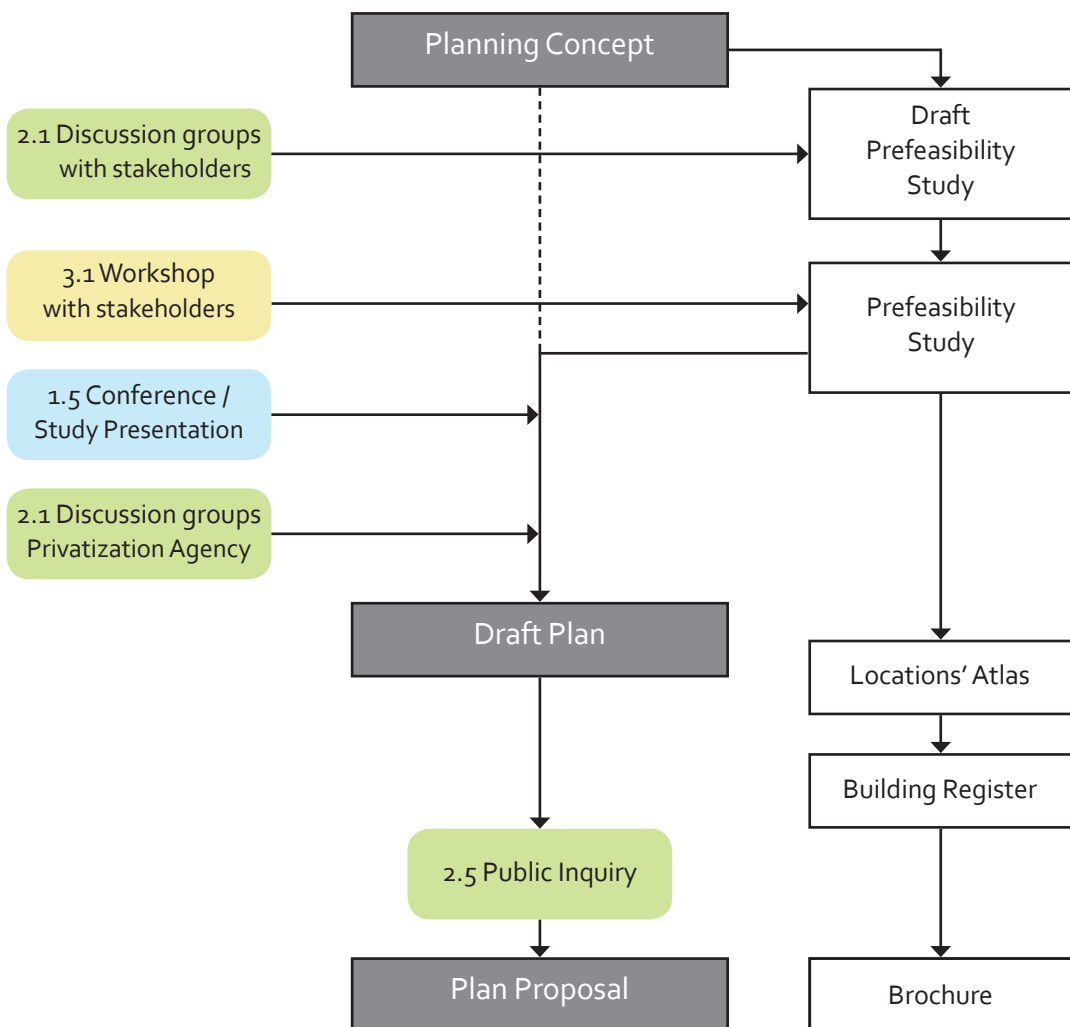 Planning Concept
2.1 Discussion groups
with stakeholders
Draft
Prefeasibility
Study
3.1 Workshop
with stakeholders
Prefeasibility
Study
1.5 Conference /
Study Presentation
2.1 Discussion groups
Privatization Agency
Draft Plan
Locations' Atlas
Building Register
2.5 Public Inquiry
Plan Proposal
Brochure